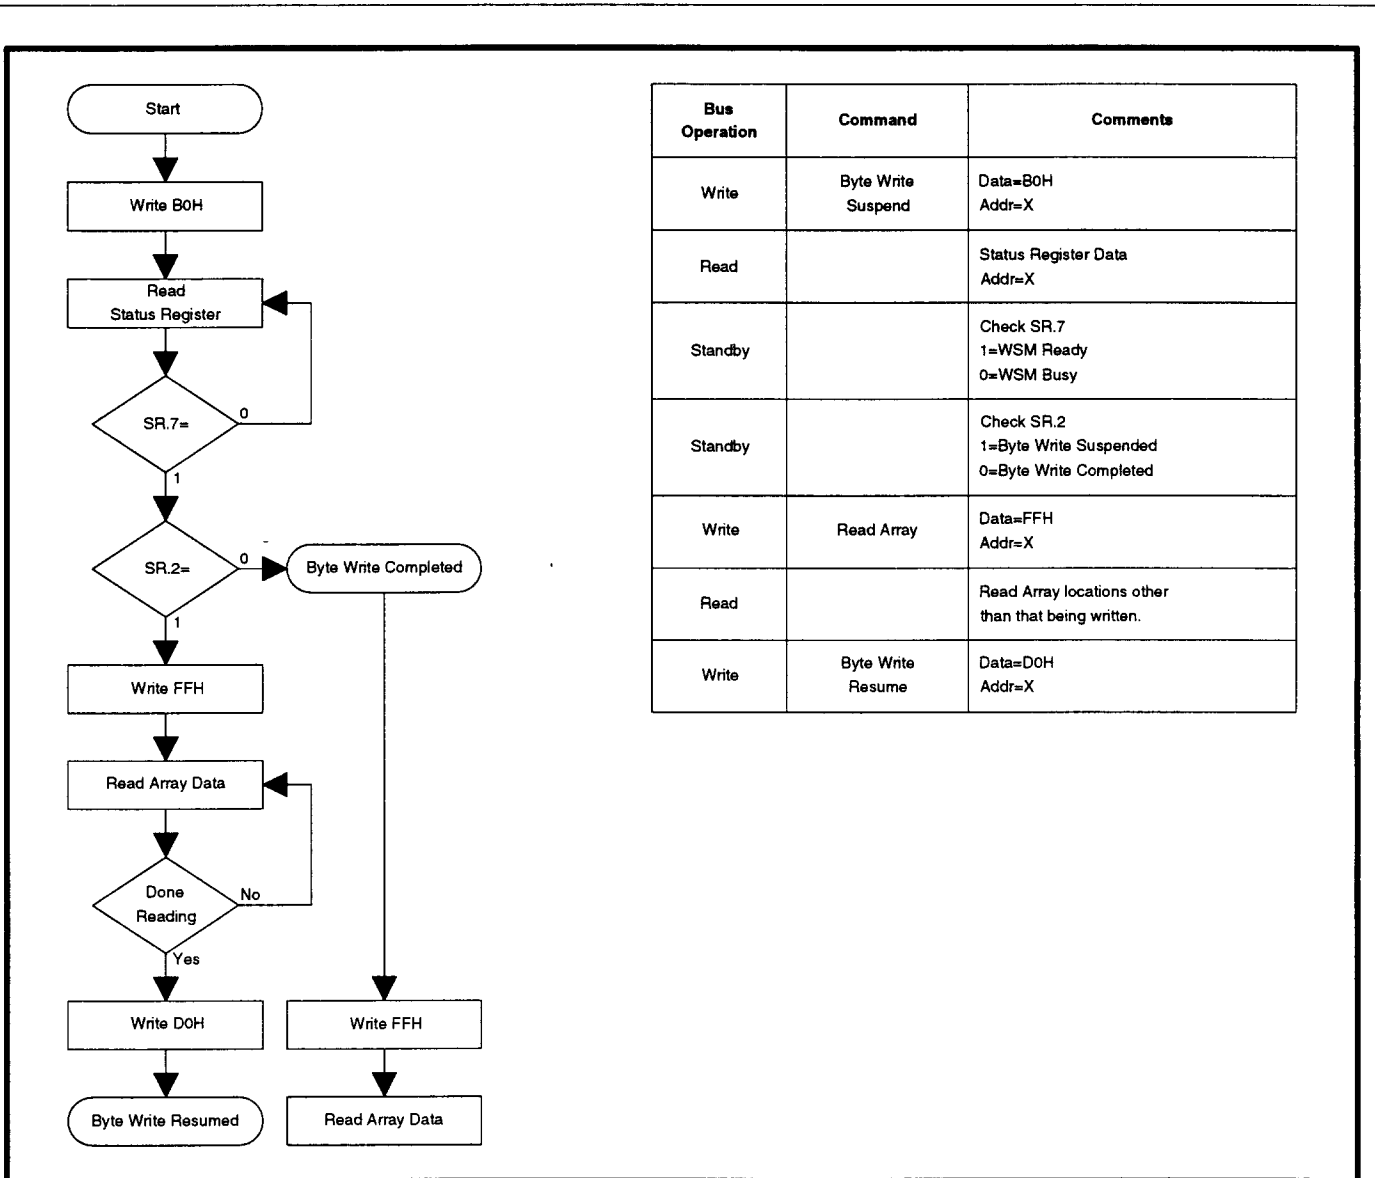 Start
Write B0H
Read
Status Register
SR.7=
0
1
SR.2=
0
Byte Write Completed
1
Write FFH
Read Array Data
Done
Reading
No
Yes
Write D0H
Write FFH
Byte Write Resumed
Read Array Data
Bus
Operation
Command
Comments
Write
Byte Write
Suspend
Data=B0H
Addr=X
Read
Status Register Data
Addr=X
Standby
Check SR.7
1=WSM Ready
0=WSM Busy
Standby
Check SR.2
1=Byte Write Suspended
0=Byte Write Completed
Write
Read Array
Data=FFH
Addr=X
Read
Read Array locations other
than that being written.
Write
Byte Write
Resume
Data=D0H
Addr=X